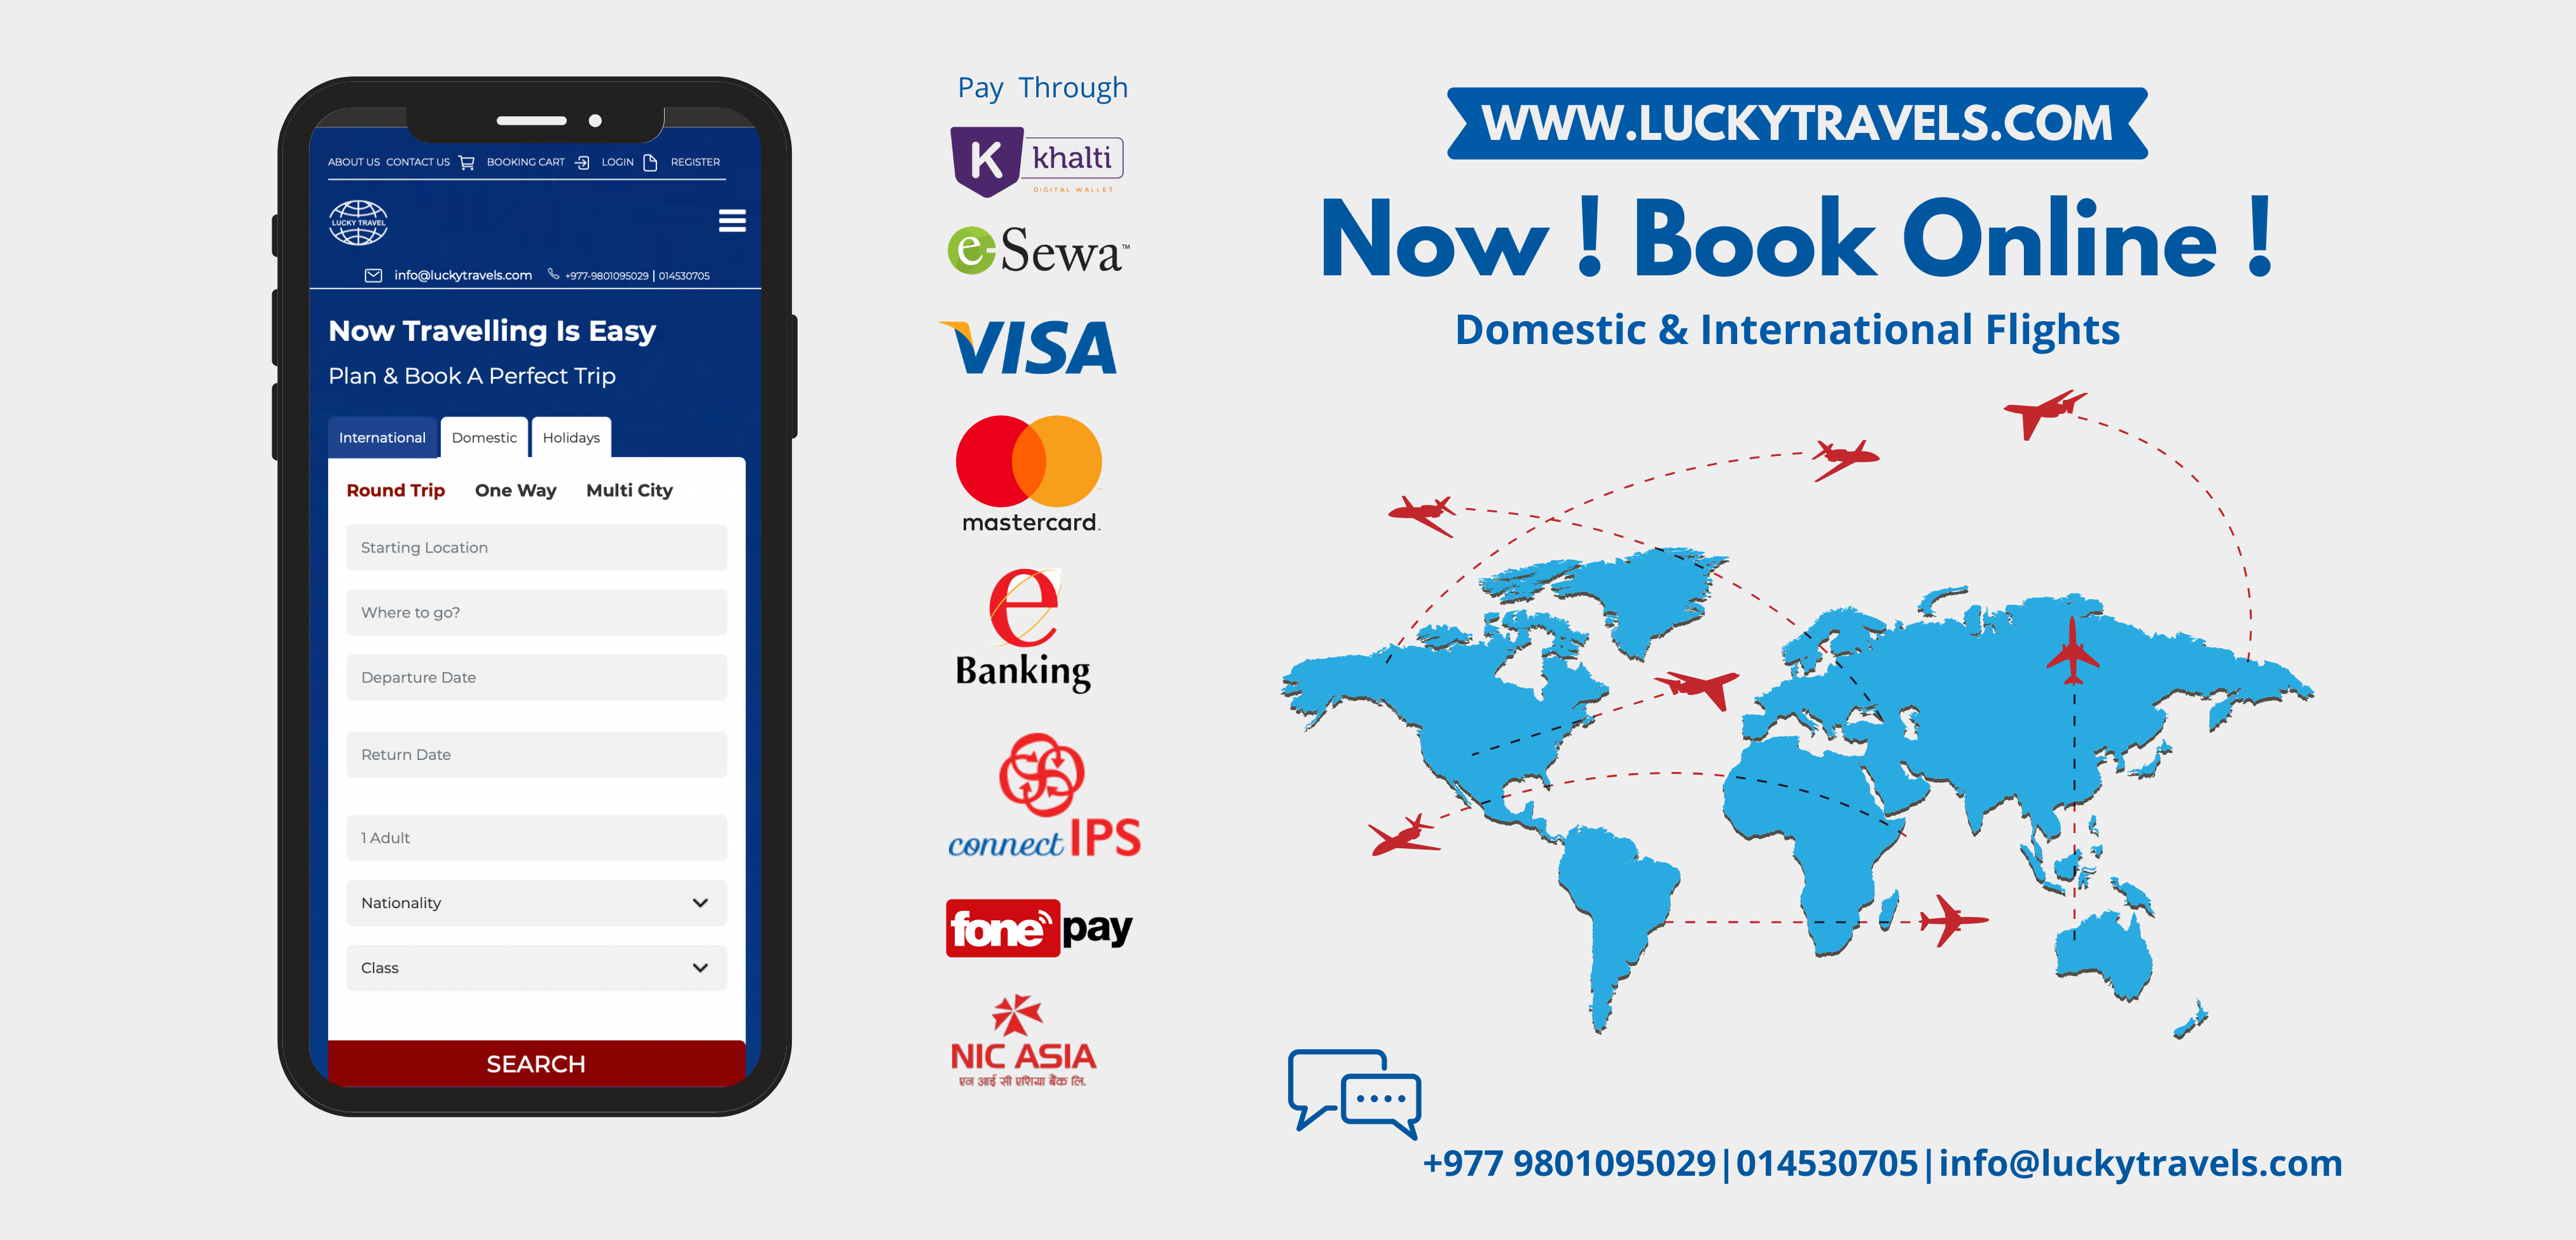 ABOUT US CONTACT US BOOKING CART LOGIN REGISTER
LUCKY TRAVEL
info@luckytravels.com +977-9801095029 | 014530705
Now Travelling Is Easy
Plan & Book A Perfect Trip
International Domestic Holidays
Round Trip One Way Multi City
Starting Location
Where to go?
Departure Date
Return Date
1 Adult
Nationality
Class
SEARCH
Pay Through
K khalti
DIGITAL WALLET
e-Sewa™
VISA
mastercard.
e
Banking
connectIPS
fonepay
NIC ASIA
एन आई सी एशिया बैंक लि.
WWW.LUCKYTRAVELS.COM
Now ! Book Online !
Domestic & International Flights
+977 9801095029|014530705|info@luckytravels.com